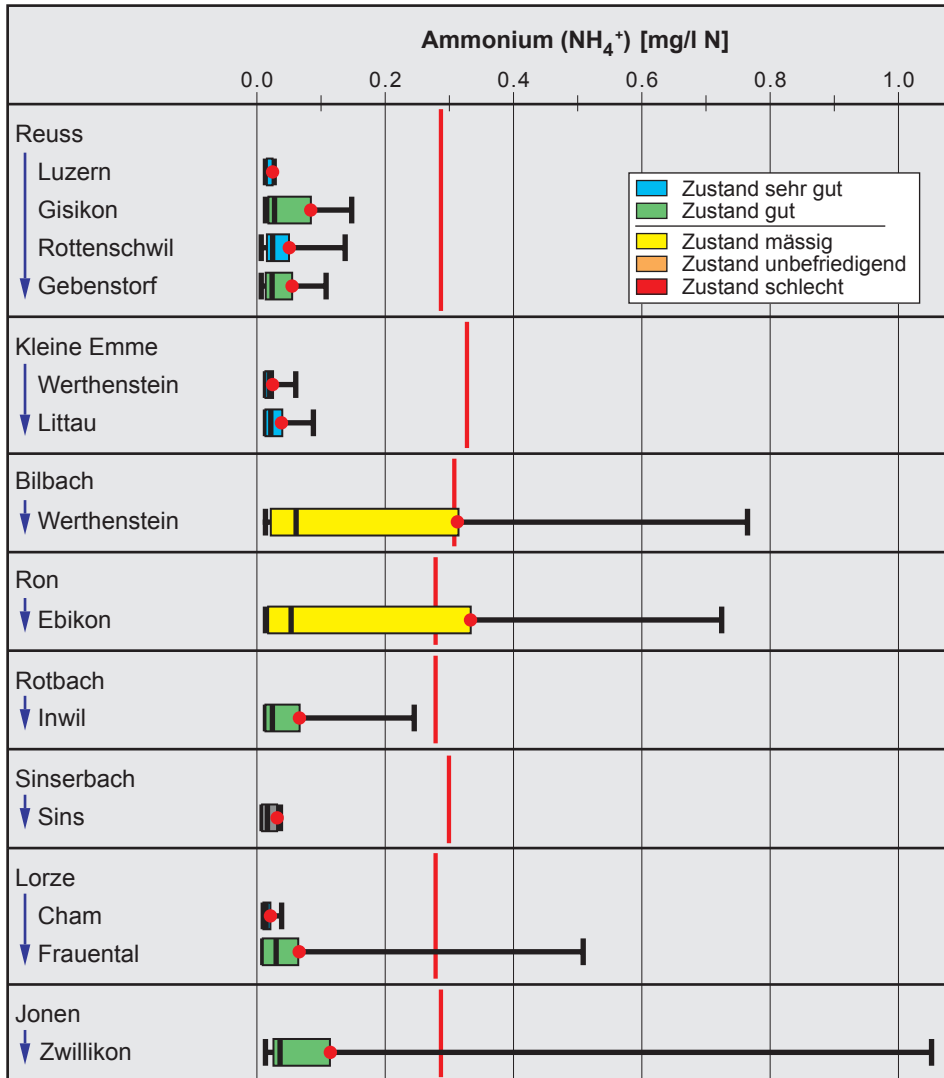 Ammonium (NH₄⁺) [mg/l N]
0.0 0.2 0.4 0.6 0.8 1.0
Reuss
Luzern
Gisikon
Rottenschwil
Gebenstorf
Zustand sehr gut
Zustand gut
Zustand mässig
Zustand unbefriedigend
Zustand schlecht
Kleine Emme
Werthenstein
Littau
Bilbach
Werthenstein
Ron
Ebikon
Rotbach
Inwil
Sinserbach
Sins
Lorze
Cham
Frauental
Jonen
Zwillikon